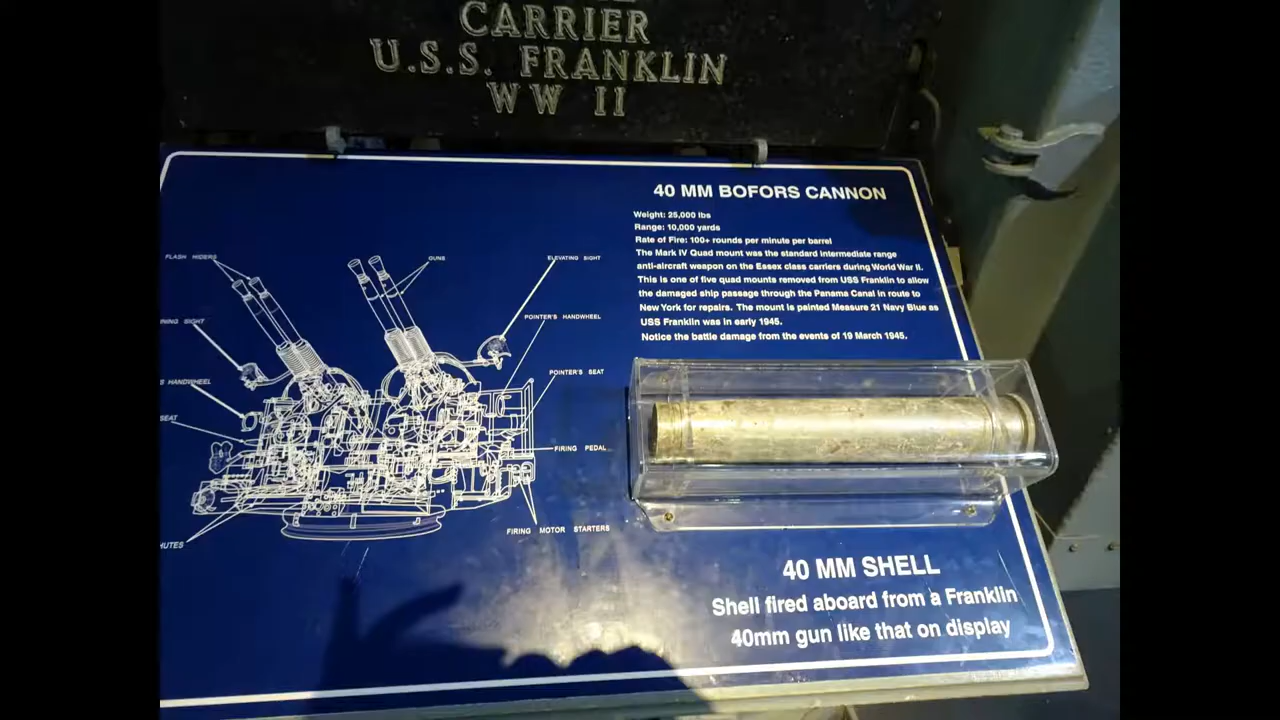 CARRIER
U.S.S. FRANKLIN
WW II
40 MM BOFORS CANNON
Weight: 25,000 lbs
Range: 10,000 yards
Rate of Fire: 100+ rounds per minute per barrel
The Mark IV Quad mount was the standard intermediate range
anti-aircraft weapon on the Essex class carriers during World War II.
This is one of five quad mounts removed from USS Franklin to allow
the damaged ship passage through the Panama Canal in route to
New York for repairs. The mount is painted Measure 21 Navy Blue as
USS Franklin was in early 1945.
Notice the battle damage from the events of 19 March 1945.
FLASH HIDERS
GUNS
ELEVATING SIGHT
SIGHT
POINTER'S HANDWHEEL
HANDWHEEL
POINTER'S SEAT
SEAT
FIRING PEDAL
FIRING MOTOR STARTERS
40 MM SHELL
Shell fired aboard from a Franklin
40mm gun like that on display